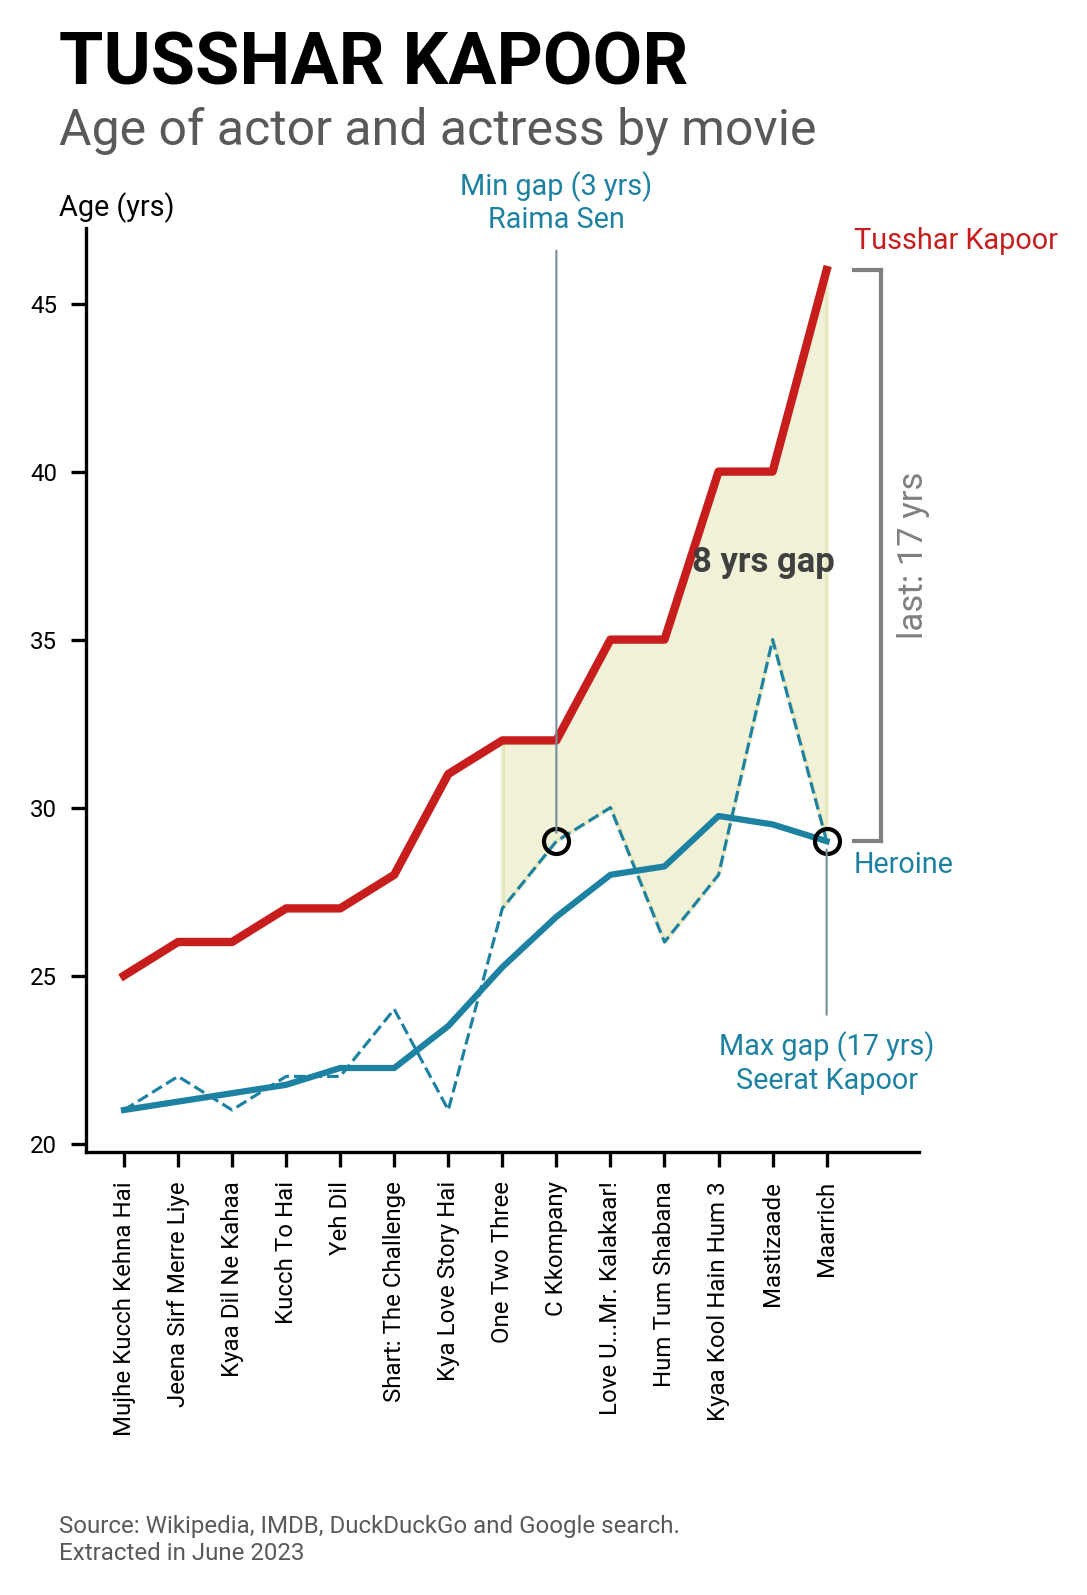 TUSSHAR KAPOOR
Age of actor and actress by movie
Min gap (3 yrs)
Raima Sen
Age (yrs)
Tusshar Kapoor
45
40
35
30
25
20
8 yrs gap
last: 17 yrs
Heroine
Max gap (17 yrs)
Seerat Kapoor
Mujhe Kucch Kehna Hai
Jeena Sirf Merre Liye
Kyaa Dil Ne Kahaa
Kucch To Hai
Yeh Dil
Shart: The Challenge
Kya Love Story Hai
One Two Three
C Kkompany
Love U...Mr. Kalakaar!
Hum Tum Shabana
Kyaa Kool Hain Hum 3
Mastizaade
Maarrich
Source: Wikipedia, IMDB, DuckDuckGo and Google search.
Extracted in June 2023